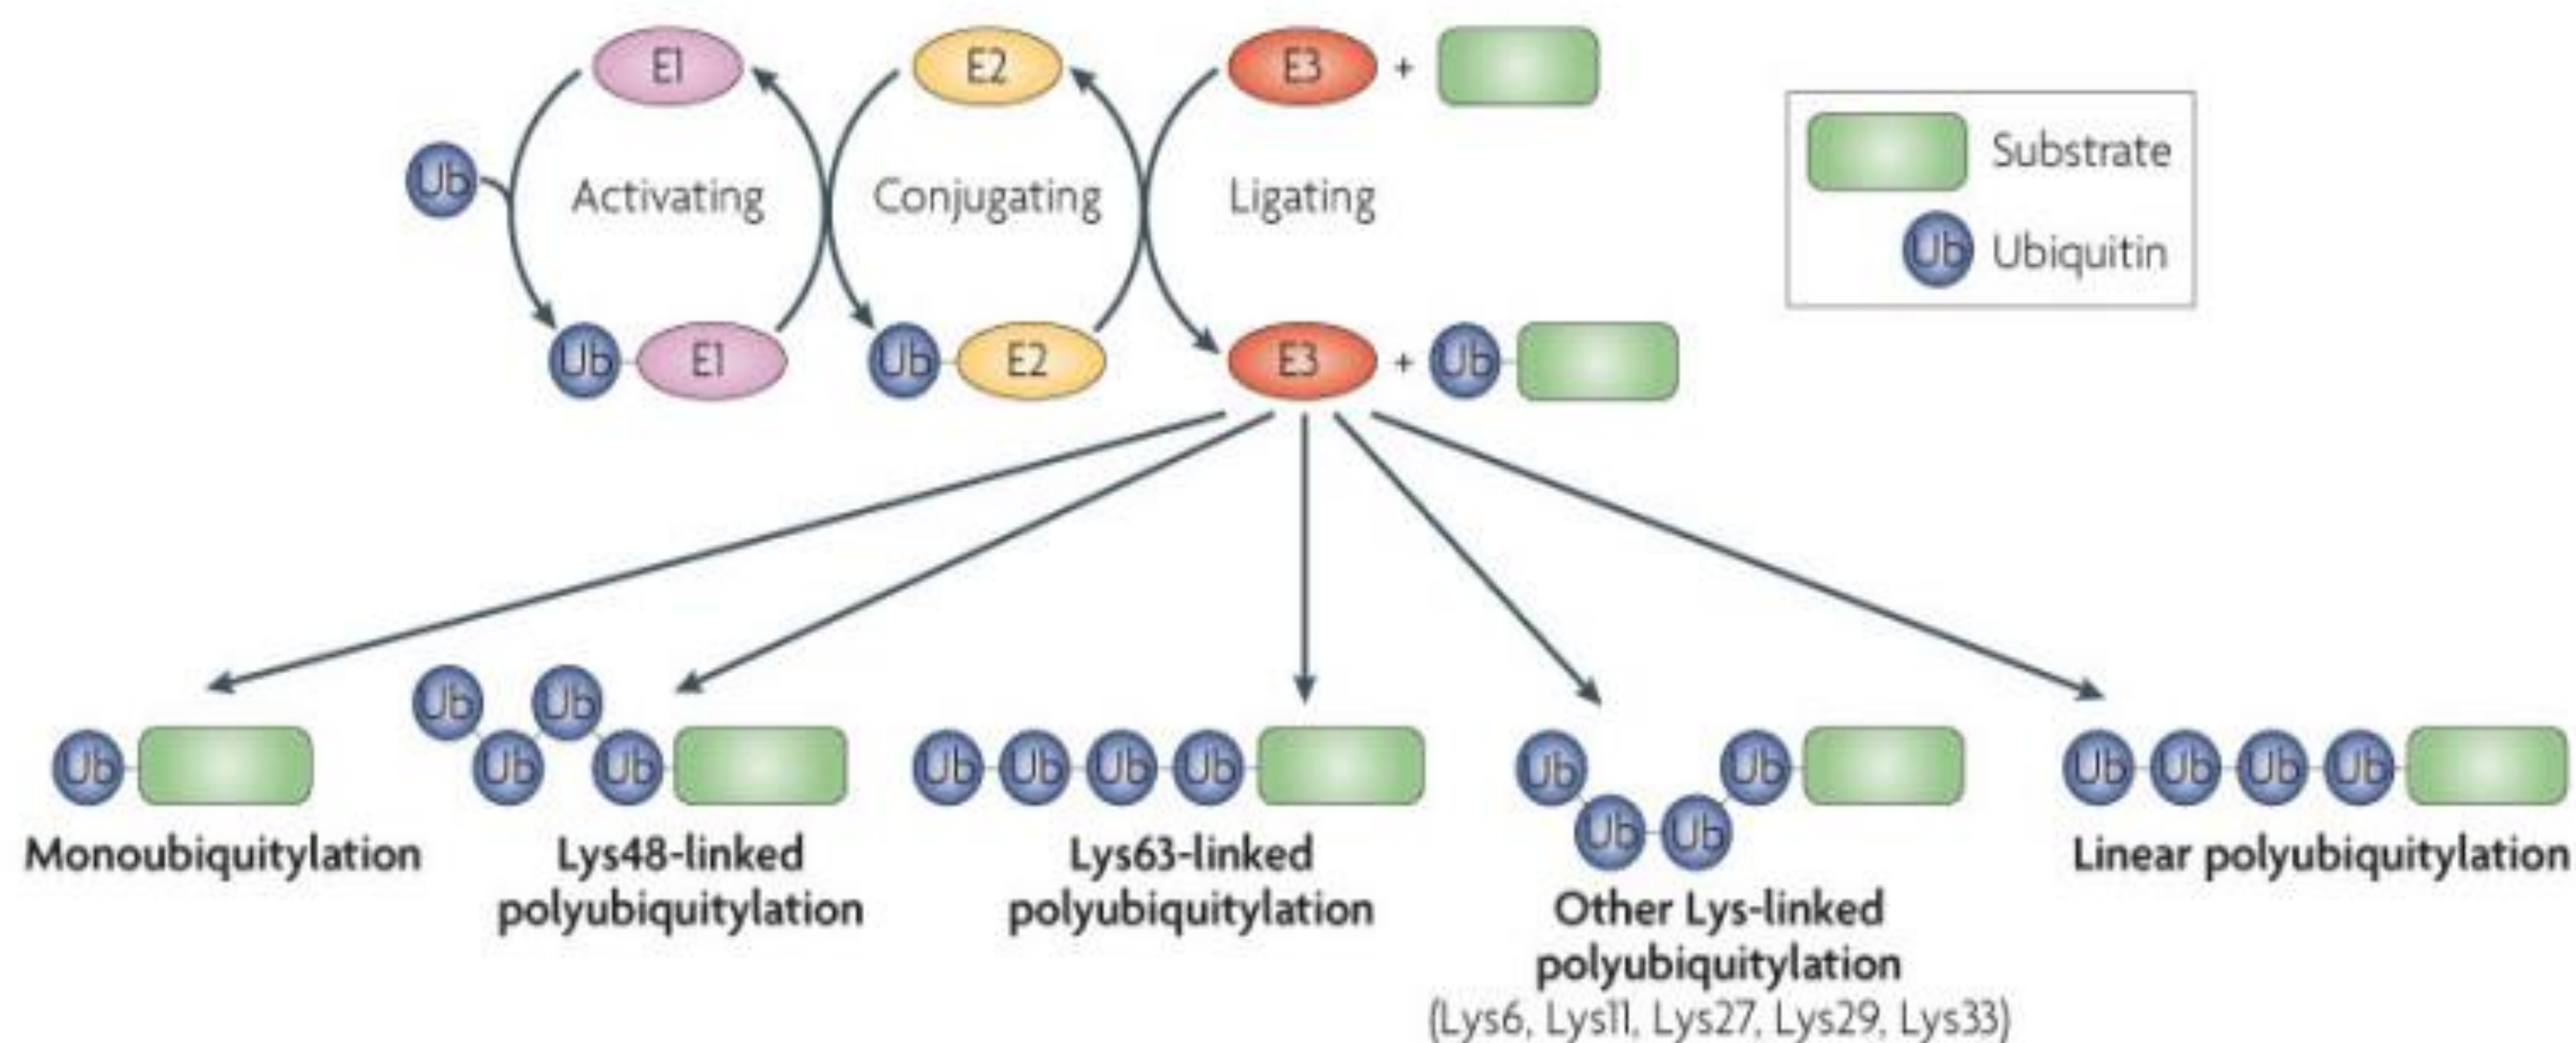 E1 E2 E3 +
Substrate
Ub Activating Conjugating Ligating
Ub Ubiquitin
Ub E1 Ub E2 E3 + Ub
Ub Ub
Ub Ub
Ub Ub Ub Ub Ub
Ub Ub
Ub Ub
Ub Ub Ub Ub
Monoubiquitylation
Lys48-linked
polyubiquitylation
Lys63-linked
polyubiquitylation
Other Lys-linked
polyubiquitylation
(Lys6, Lys11, Lys27, Lys29, Lys33)
Linear polyubiquitylation